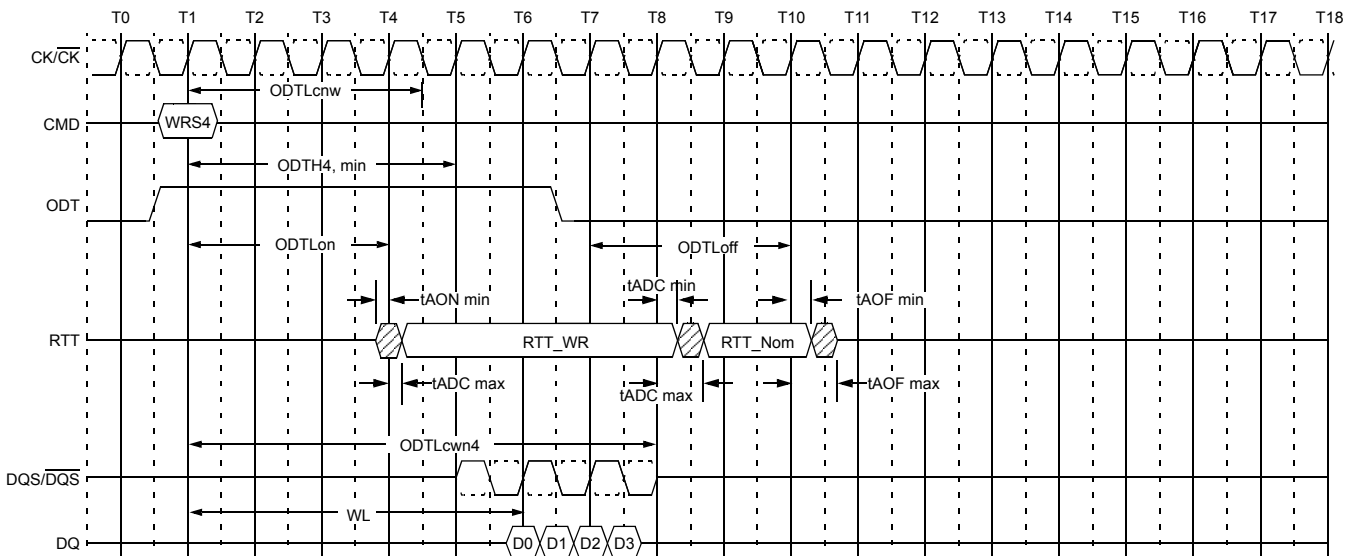 T0 T1 T2 T3 T4 T5 T6 T7 T8 T9 T10 T11 T12 T13 T14 T15 T16 T17 T18
CK/C̅K̅
ODTLcnw
CMD WRS4
ODTH4, min
ODT
ODTLon ODTLoff
tADC min
tAON min tAOF min
RTT RTT_WR RTT_Nom
tADC max tADC max tAOF max
ODTLcwn4
DQS/D̅Q̅S̅
WL
DQ D0 D1 D2 D3